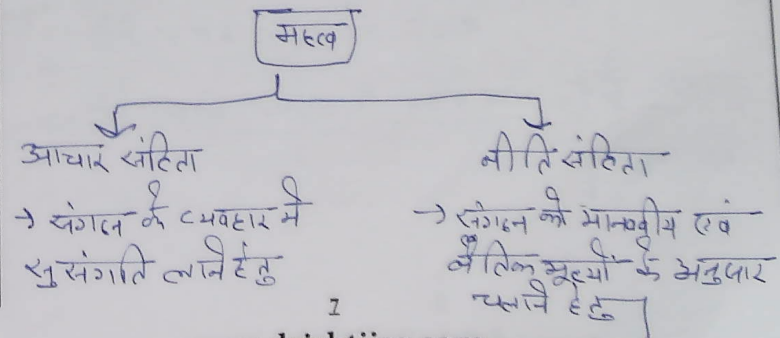 महत्व
आचार संहिता
→ संगठन के व्यवहार में
सुसंगति लाने हेतु
नीति संहिता
→ संगठन को मानवीय एवं
नैतिक मूल्यों के अनुसार
चलाने हेतु